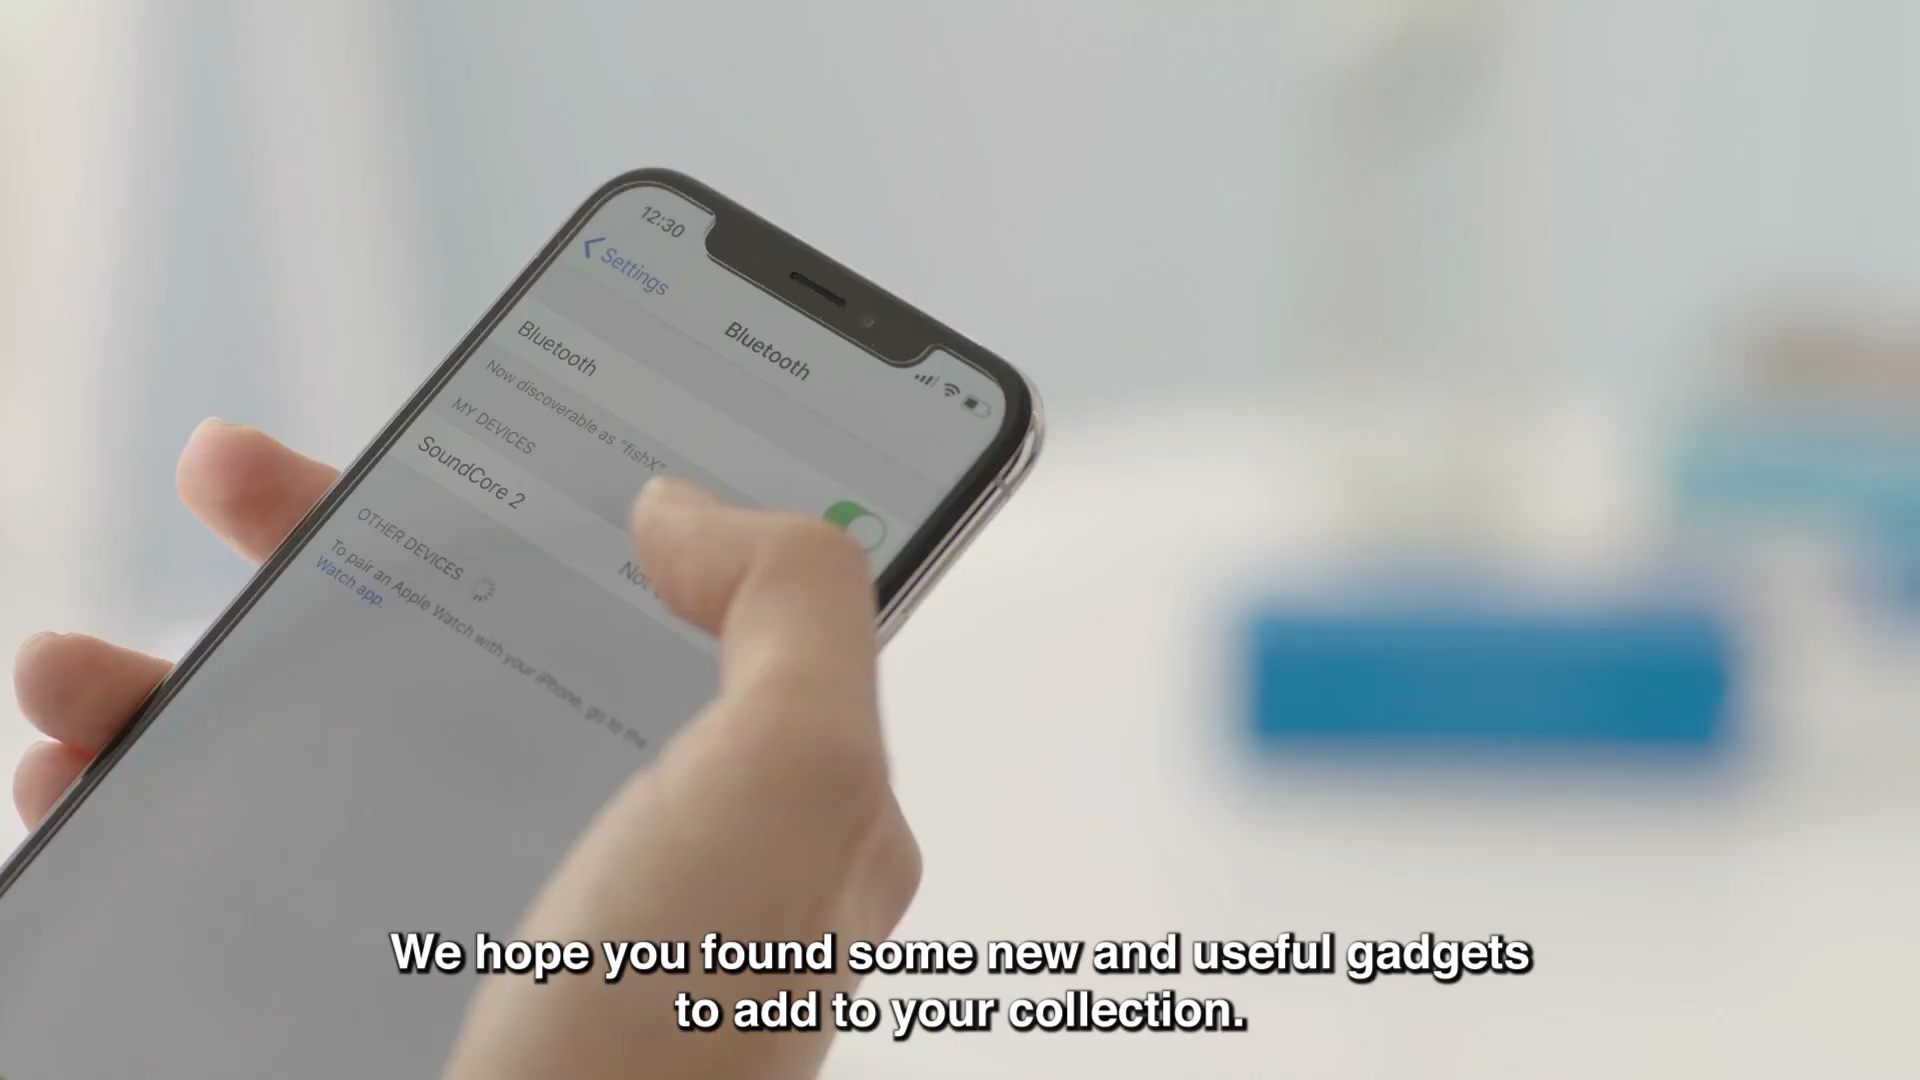 12:30
Settings
Bluetooth
Bluetooth
Now discoverable as “fishX”
MY DEVICES
SoundCore 2
Not
OTHER DEVICES
To pair an Apple Watch with your iPhone, go to the
Watch app.
We hope you found some new and useful gadgets
to add to your collection.